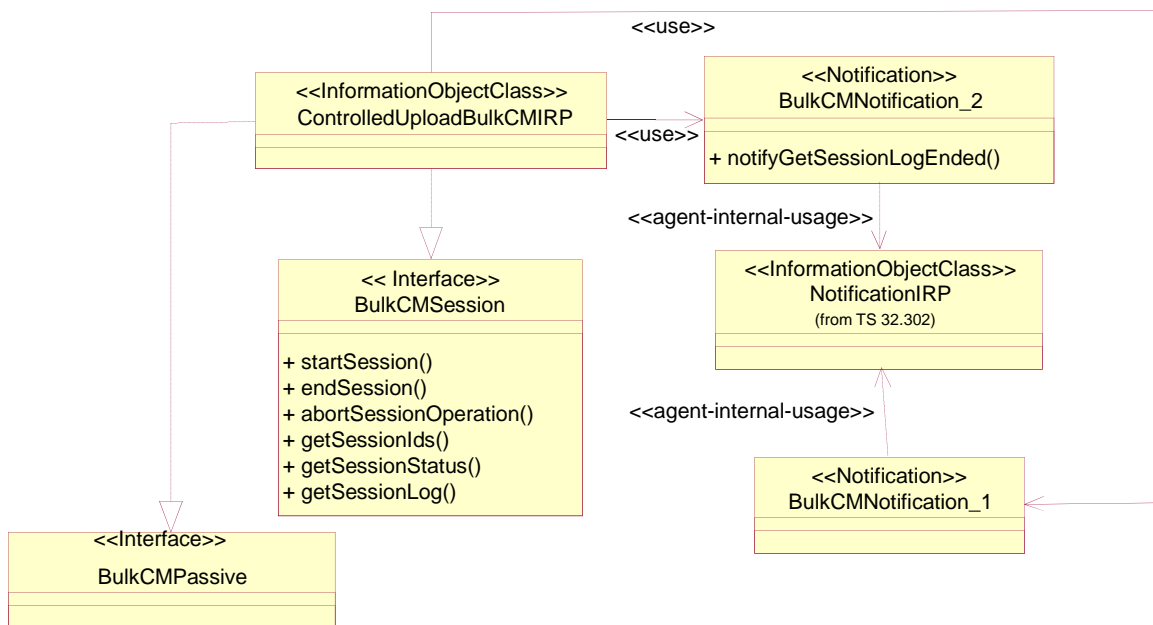 <<use>>
<<InformationObjectClass>>
ControlledUploadBulkCMIRP
<<use>>
<<Notification>>
BulkCMNotification_2
+ notifyGetSessionLogEnded()
<<agent-internal-usage>>
<< Interface>>
BulkCMSession
+ startSession()
+ endSession()
+ abortSessionOperation()
+ getSessionIds()
+ getSessionStatus()
+ getSessionLog()
<<InformationObjectClass>>
NotificationIRP
(from TS 32.302)
<<agent-internal-usage>>
<<Notification>>
BulkCMNotification_1
<<Interface>>
BulkCMPassive